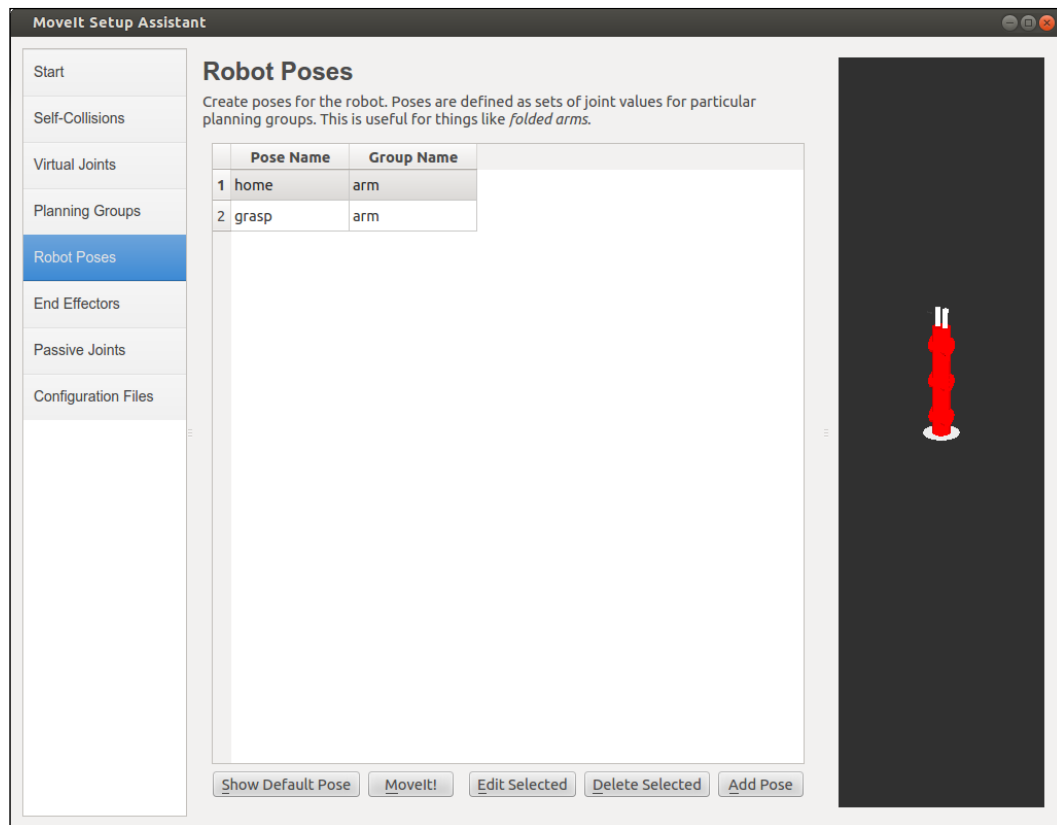 MoveIt Setup Assistant
Start
Self-Collisions
Virtual Joints
Planning Groups
Robot Poses
End Effectors
Passive Joints
Configuration Files
Robot Poses
Create poses for the robot. Poses are defined as sets of joint values for particular
planning groups. This is useful for things like folded arms.
Pose Name Group Name
1 home arm
2 grasp arm
Show Default Pose MoveIt! Edit Selected Delete Selected Add Pose